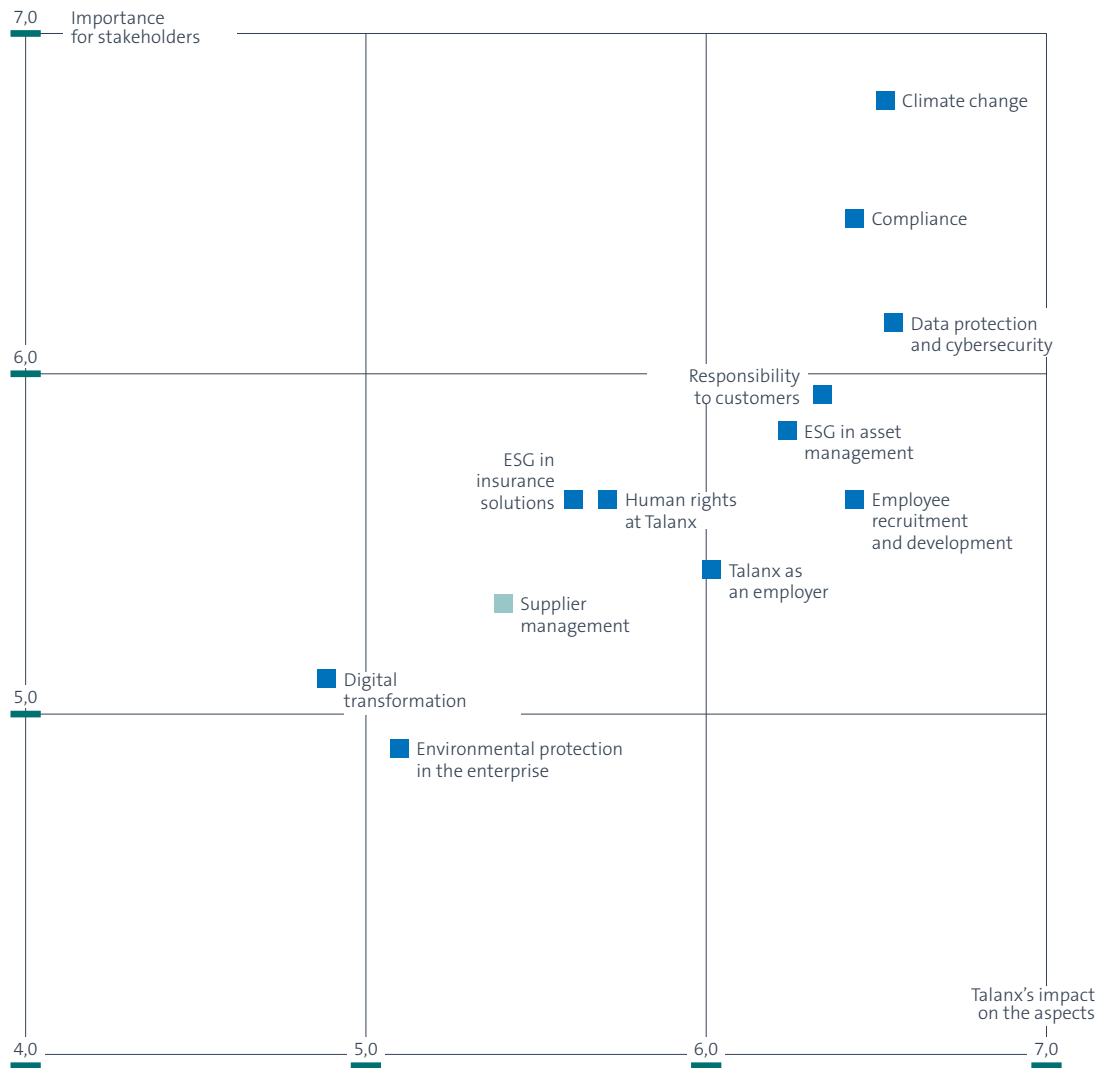 7,0
Importance
for stakeholders
Climate change
Compliance
Data protection
and cybersecurity
6,0
Responsibility
to customers
ESG in asset
management
ESG in
insurance
solutions
Human rights
at Talanx
Employee
recruitment
and development
Talanx as
an employer
Supplier
management
Digital
transformation
5,0
Environmental protection
in the enterprise
Talanx’s impact
on the aspects
4,0
5,0
6,0
7,0